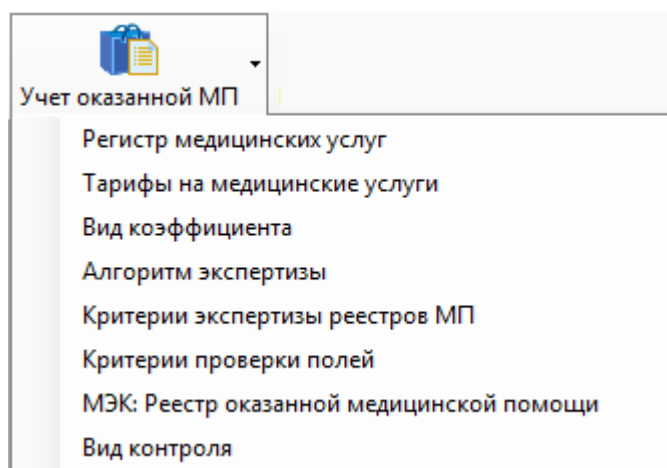 Учет оказанной МП
Регистр медицинских услуг
Тарифы на медицинские услуги
Вид коэффициента
Алгоритм экспертизы
Критерии экспертизы реестров МП
Критерии проверки полей
МЭК: Реестр оказанной медицинской помощи
Вид контроля